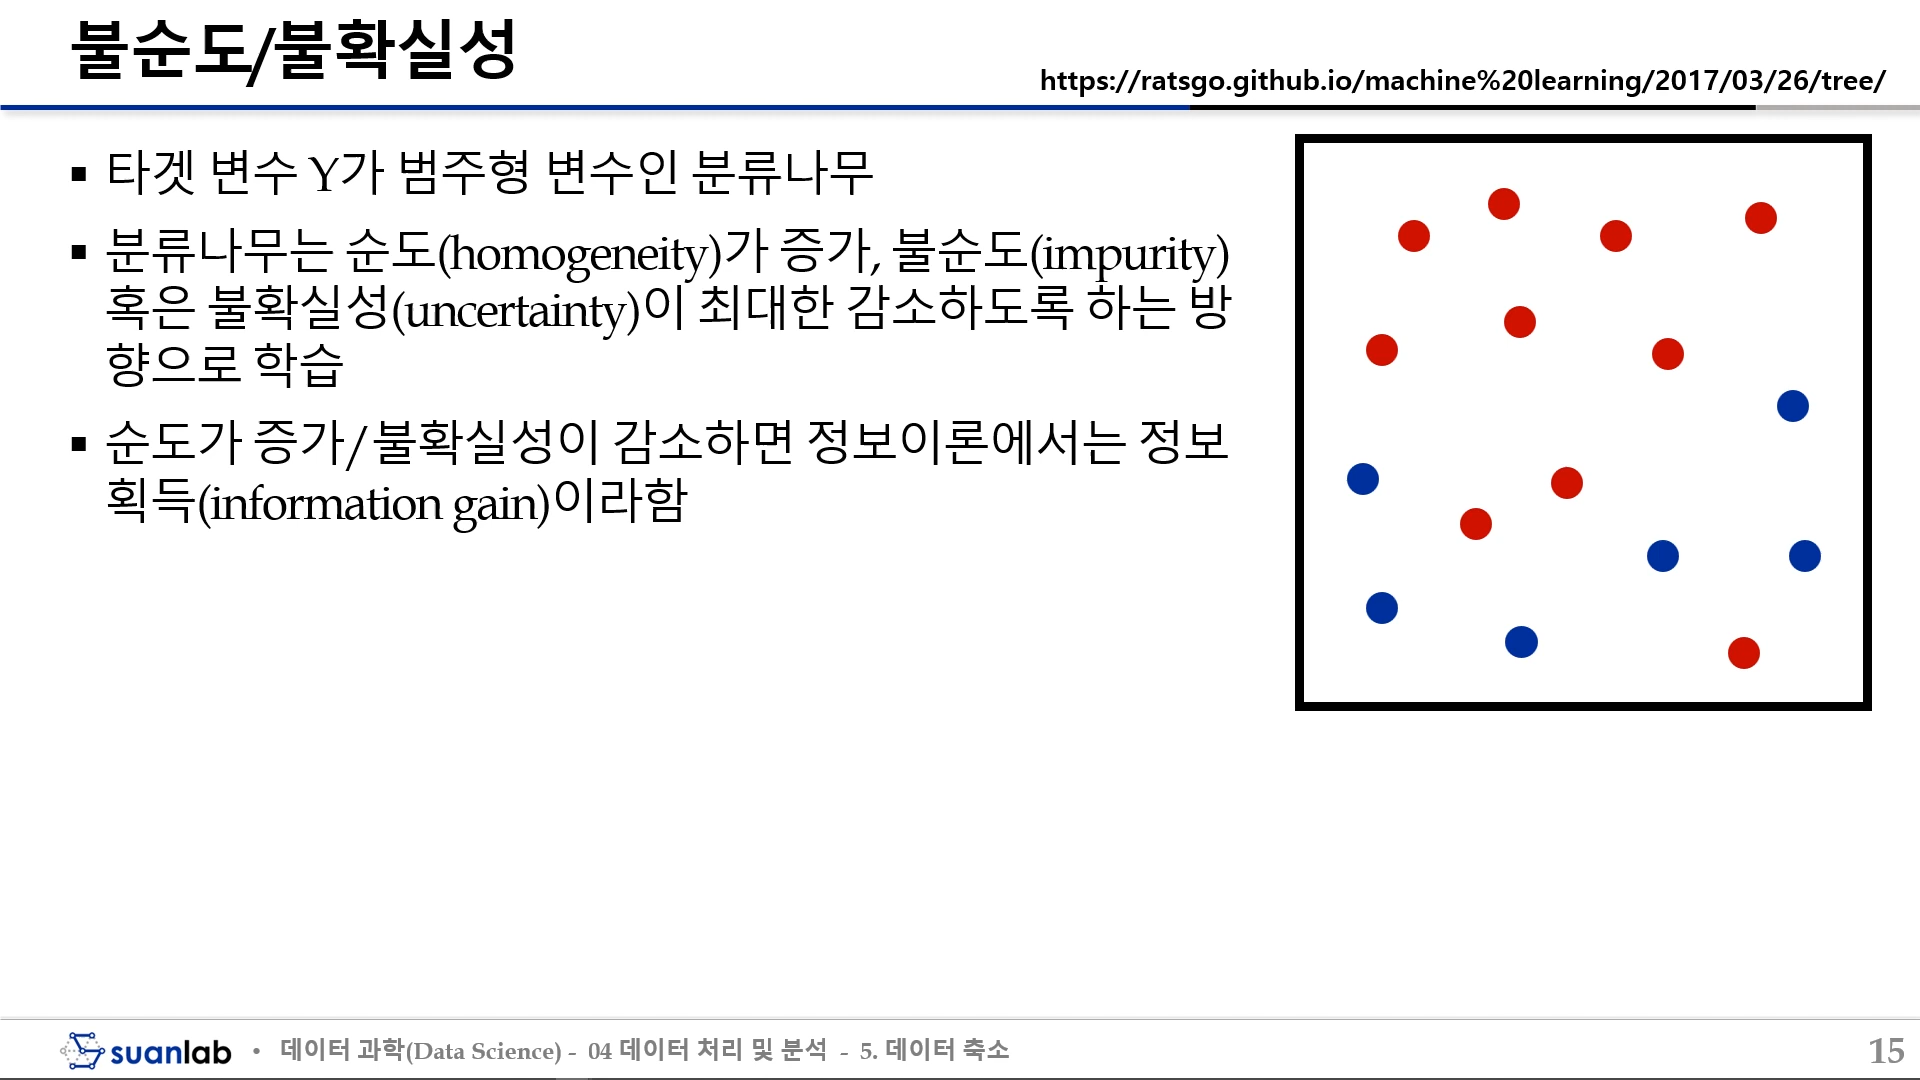 불순도/불확실성
https://ratsgo.github.io/machine%20learning/2017/03/26/tree/
▪ 타겟 변수 Y가 범주형 변수인 분류나무
▪ 분류나무는 순도(homogeneity)가 증가, 불순도(impurity)
혹은 불확실성(uncertainty)이 최대한 감소하도록 하는 방
향으로 학습
▪ 순도가 증가/불확실성이 감소하면 정보이론에서는 정보
획득(information gain)이라함
suanlab • 데이터 과학(Data Science) - 04 데이터 처리 및 분석 - 5. 데이터 축소
15